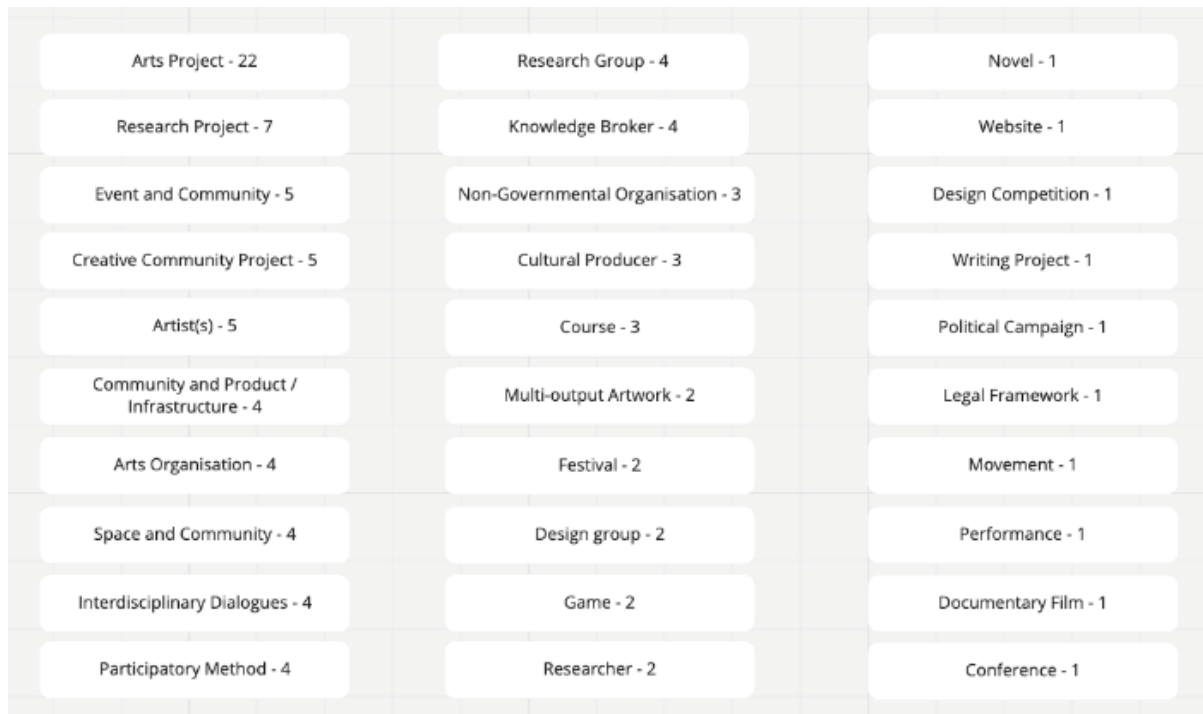 Arts Project - 22
Research Project - 7
Event and Community - 5
Creative Community Project - 5
Artist(s) - 5
Community and Product /
Infrastructure - 4
Arts Organisation - 4
Space and Community - 4
Interdisciplinary Dialogues - 4
Participatory Method - 4
Research Group - 4
Knowledge Broker - 4
Non-Governmental Organisation - 3
Cultural Producer - 3
Course - 3
Multi-output Artwork - 2
Festival - 2
Design group - 2
Game - 2
Researcher - 2
Novel - 1
Website - 1
Design Competition - 1
Writing Project - 1
Political Campaign - 1
Legal Framework - 1
Movement - 1
Performance - 1
Documentary Film - 1
Conference - 1